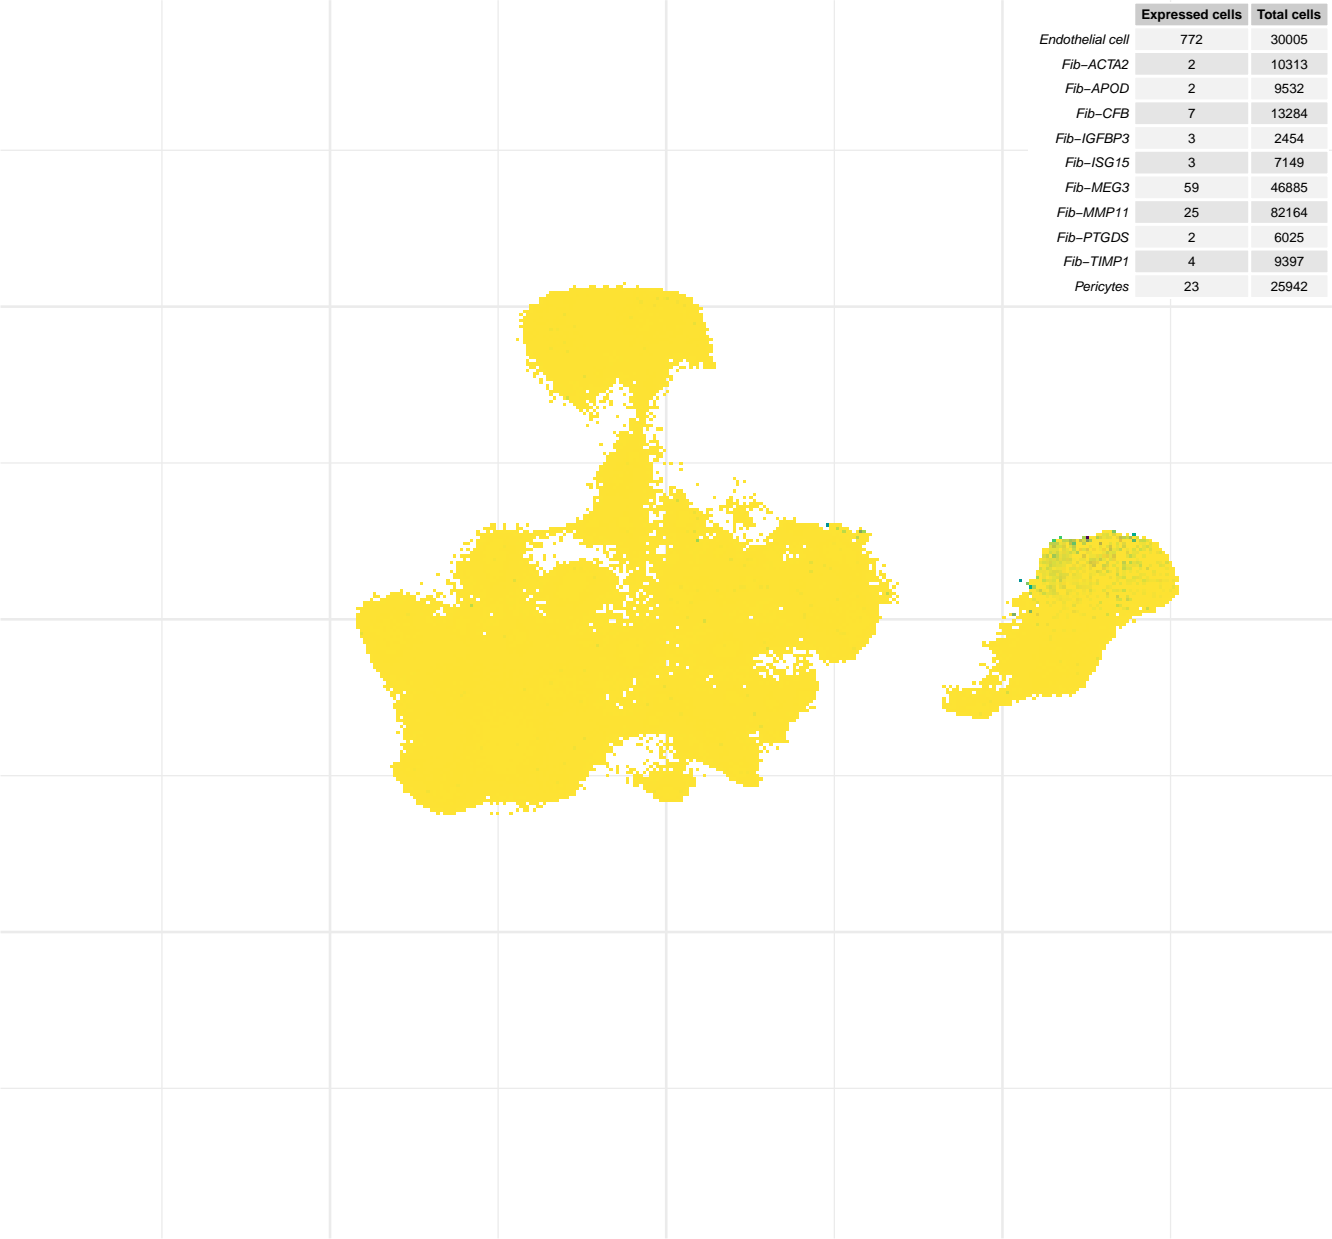 Expressed cells Total cells
Endothelial cell 772 30005
Fib−ACTA2 2 10313
Fib−APOD 2 9532
Fib−CFB 7 13284
Fib−IGFBP3 3 2454
Fib−ISG15 3 7149
Fib−MEG3 59 46885
Fib−MMP11 25 82164
Fib−PTGDS 2 6025
Fib−TIMP1 4 9397
Pericytes 23 25942